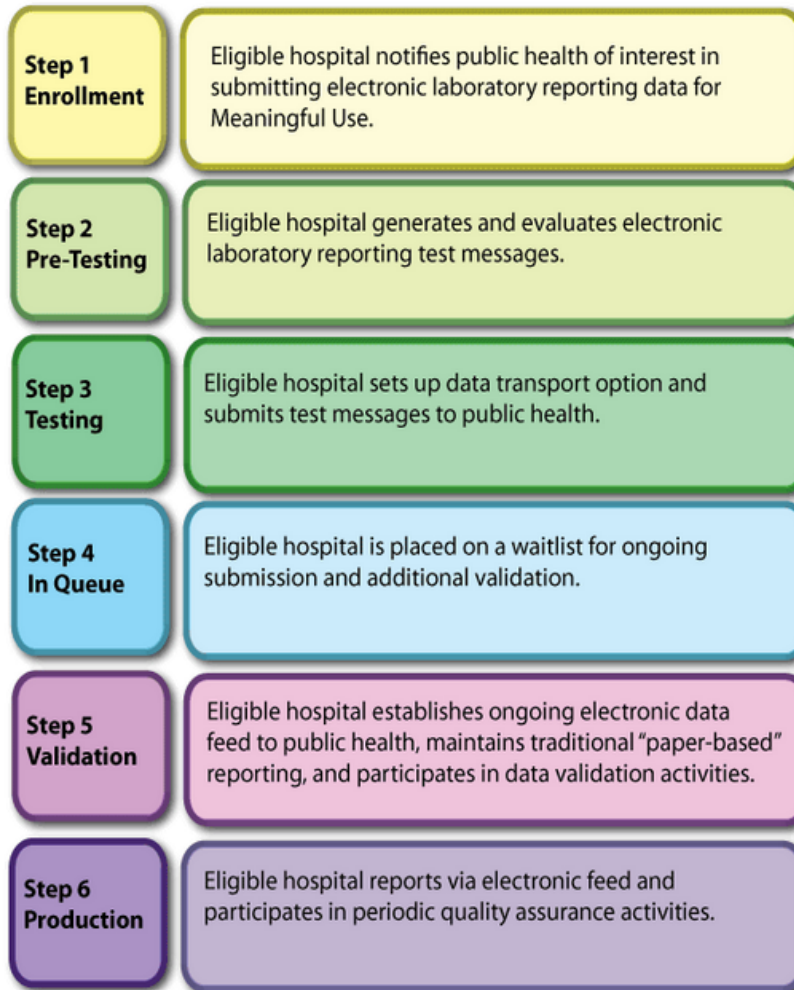 Step 1
Enrollment
Eligible hospital notifies public health of interest in
submitting electronic laboratory reporting data for
Meaningful Use.
Step 2
Pre-Testing
Eligible hospital generates and evaluates electronic
laboratory reporting test messages.
Step 3
Testing
Eligible hospital sets up data transport option and
submits test messages to public health.
Step 4
In Queue
Eligible hospital is placed on a waitlist for ongoing
submission and additional validation.
Step 5
Validation
Eligible hospital establishes ongoing electronic data
feed to public health, maintains traditional “paper-based”
reporting, and participates in data validation activities.
Step 6
Production
Eligible hospital reports via electronic feed and
participates in periodic quality assurance activities.